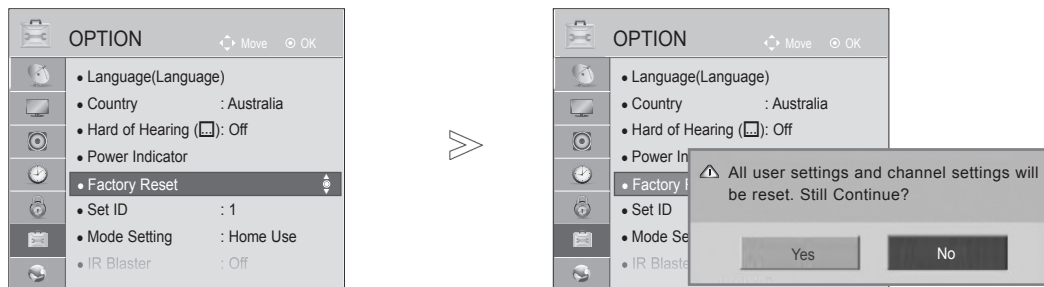 OPTION Move OK
• Language(Language)
• Country : Australia
• Hard of Hearing ( ): Off
• Power Indicator
• Factory Reset
• Set ID : 1
• Mode Setting : Home Use
• IR Blaster : Off
OPTION Move OK
• Language(Language)
• Country : Australia
• Hard of Hearing ( ): Off
• Power In
• Factory R
• Set ID
• Mode Se
• IR Blaste
All user settings and channel settings will
be reset. Still Continue?
Yes No